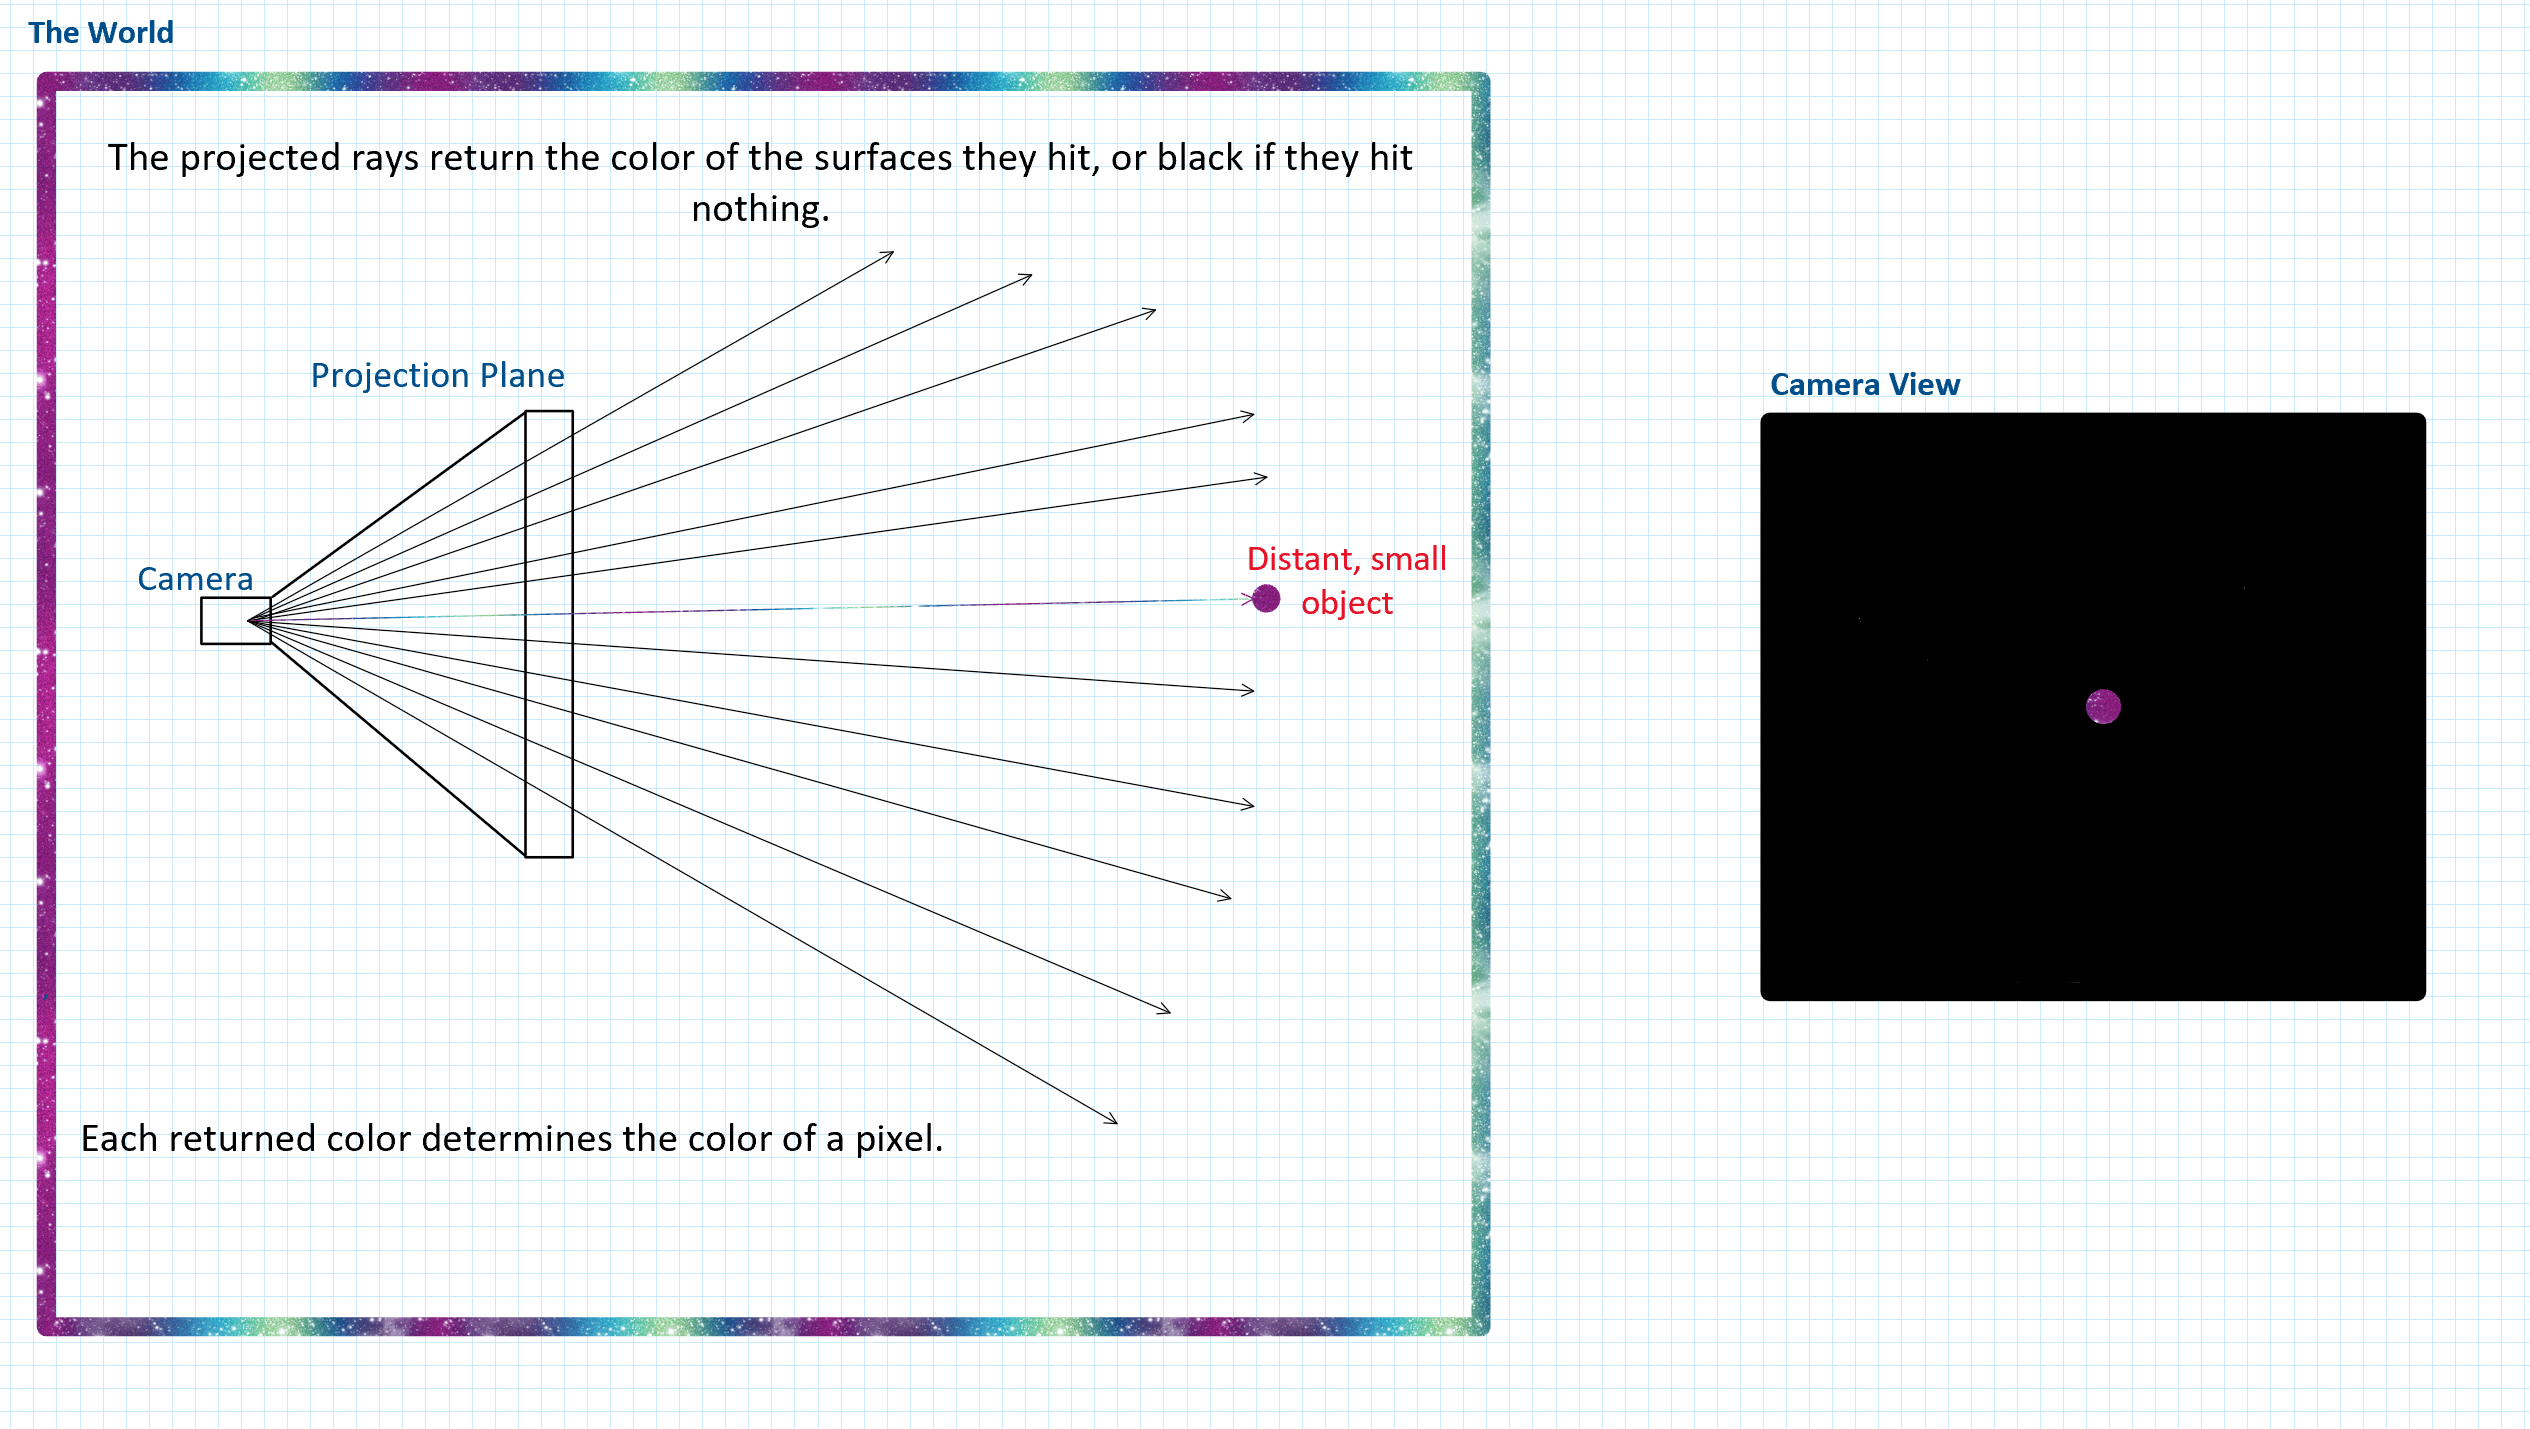 The World
The projected rays return the color of the surfaces they hit, or black if they hit
nothing.
Projection Plane
Camera View
Distant, small
object
Camera
Each returned color determines the color of a pixel.